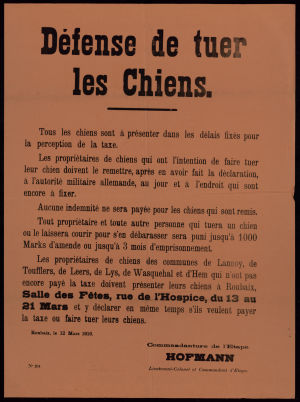 Défense de tuer
les Chiens.
Tous les chiens sont à présenter dans les délais fixés pour
la perception de la taxe.
Les propriétaires de chiens qui ont l'intention de faire tuer
leur chien doivent le remettre, après en avoir fait la déclaration,
à l'autorité militaire allemande, au jour et à l'endroit qui sont
encore à fixer.
Aucune indemnité ne sera payée pour les chiens qui sont remis.
Tout propriétaire et toute autre personne qui tuera un chien
ou le laissera courir pour s'en débarasser sera puni jusqu'à 1000
Marks d'amende ou jusqu'à 3 mois d'emprisonnement.
Les propriétaires de chiens des communes de Lannoy, de
Toufflers, de Leers, de Lys, de Wasquehal et d'Hem qui n'ont pas
encore payé la taxe doivent présenter leurs chiens à Roubaix,
Salle des Fêtes, rue de l'Hospice, du 13 au
21 Mars et y déclarer en même temps s'ils veulent payer
la taxe ou faire tuer leurs chiens.
Roubaix, le 12 Mars 1916.
Commandanture de l'Etape
HOFMANN
Lieutenant-Colonel et Commandant d'Etape.